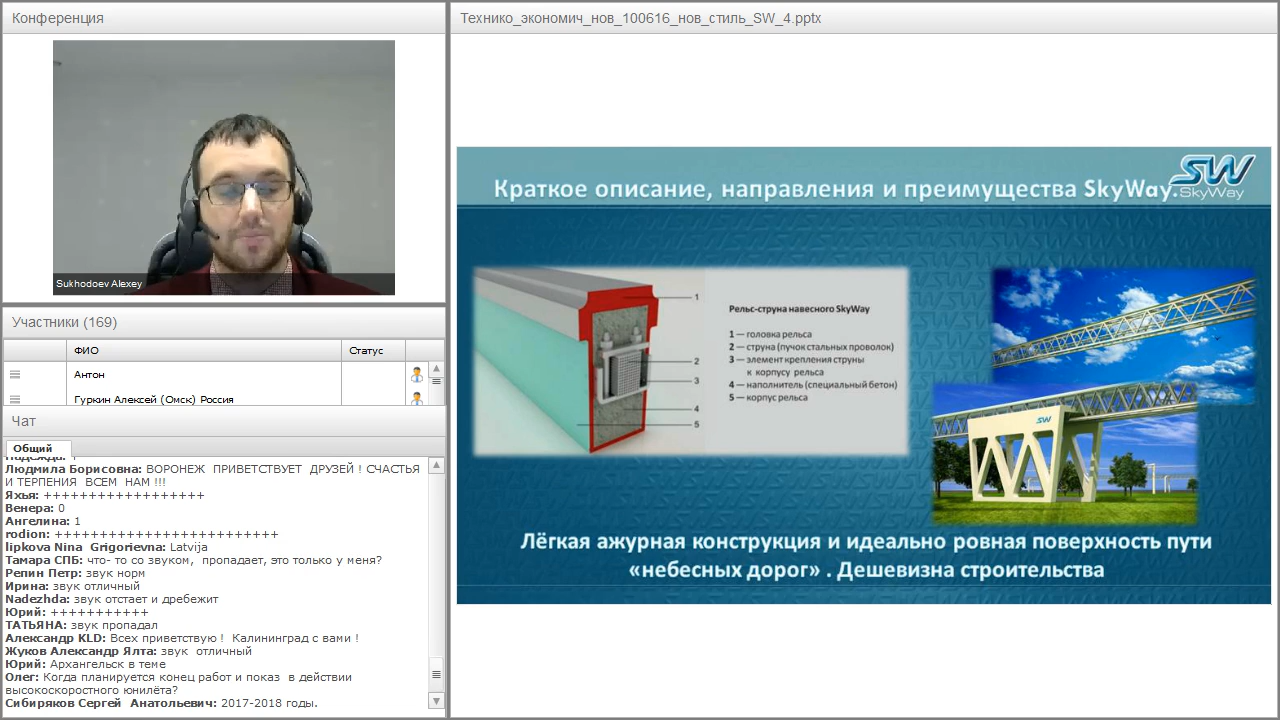 Конференция
Sukhodoev Alexey
Участники (169)
ФИО
Статус
Антон
Гуркин Алексей (Омск) Россия
Чат
Общий
Людмила Борисовна: ВОРОНЕЖ ПРИВЕТСТВУЕТ ДРУЗЕЙ ! СЧАСТЬЯ
И ТЕРПЕНИЯ ВСЕМ НАМ !!!
Яхья: ++++++++++++++++++
Венера: 0
Ангелина: 1
rodion: +++++++++++++++++++++++++
lipkova Nina Grigorievna: Latvija
Тамара СПБ: что- то со звуком, пропадает, это только у меня?
Репин Петр: звук норм
Ирина: звук отличный
Nadezhda: звук отстает и дребежит
Юрий: +++++++++++
ТАТЬЯНА: звук пропадал
Александр KLD: Всех приветствую ! Калининград с вами !
Жуков Александр Ялта: звук отличный
Юрий: Архангельск в теме
Олег: Когда планируется конец работ и показ в действии
высокоскоростного юнилёта?
Сибиряков Сергей Анатольевич: 2017-2018 годы.
Технико_экономич_нов_100616_нов_стиль_SW_4.pptx
Краткое описание, направления и преимущества SkyWay.
SW
SkyWay
1
2
3
4
5
Рельс-струна навесного SkyWay
1 — головка рельса
2 — струна (пучок стальных проволок)
3 — элемент крепления струны
к корпусу рельса
4 — наполнитель (специальный бетон)
5 — корпус рельса
SW
Лёгкая ажурная конструкция и идеально ровная поверхность пути
«небесных дорог» . Дешевизна строительства